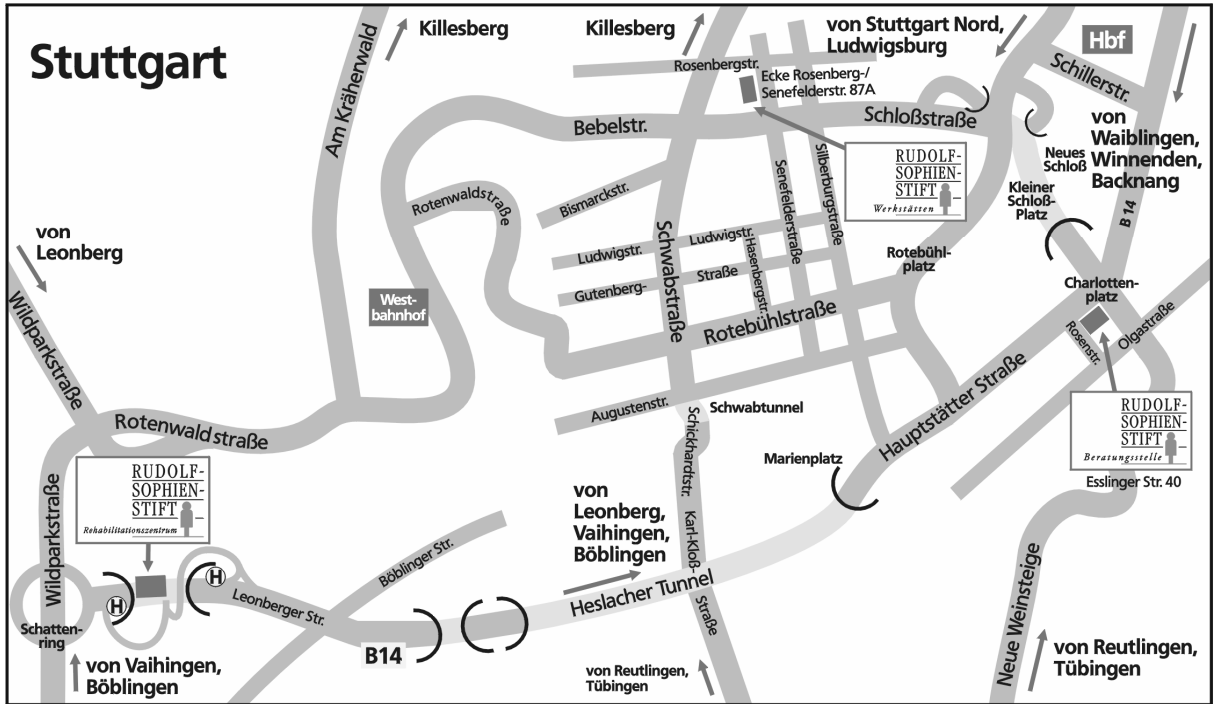 Stuttgart
Killesberg
Killesberg
von Stuttgart Nord,
Ludwigsburg
Hbf
Schillerstr.
Am Kräherwald
Rosenbergstr.
Ecke Rosenberg-/
Senefelderstr. 87A
Bebelstr.
Schloßstraße
von
Waiblingen,
Winnenden,
Backnang
Neues
Schloß
Kleiner
Schloß-
Platz
B 14
RUDOLF-
SOPHIEN-
STIFT
Werkstätten
Rotenwaldstraße
Bismarckstr.
Senefelderstraße
Silberburgstraße
von
Leonberg
Ludwigstr.
Ludwigstr.
Schwabstraße
Hasenbergstr.
Gutenberg-
Straße
Rotebühl-
platz
Charlotten-
platz
West-
bahnhof
Rotebühlstraße
Wildparkstraße
Rosenstr.
Olgastraße
Hauptstätter Straße
Augustenstr.
Schwabtunnel
Rotenwaldstraße
Schickhardtstr.
Marienplatz
RUDOLF-
SOPHIEN-
STIFT
Beratungsstelle
Esslinger Str. 40
RUDOLF-
SOPHIEN-
STIFT
Rehabilitationszentrum
Wildparkstraße
von
Leonberg,
Vaihingen,
Böblingen
Karl-Kloß-
Straße
Böblinger Str.
H
H
Leonberger Str.
Heslacher Tunnel
Schatten-
ring
B14
Neue Weinsteige
von Vaihingen,
Böblingen
von Reutlingen,
Tübingen
von Reutlingen,
Tübingen